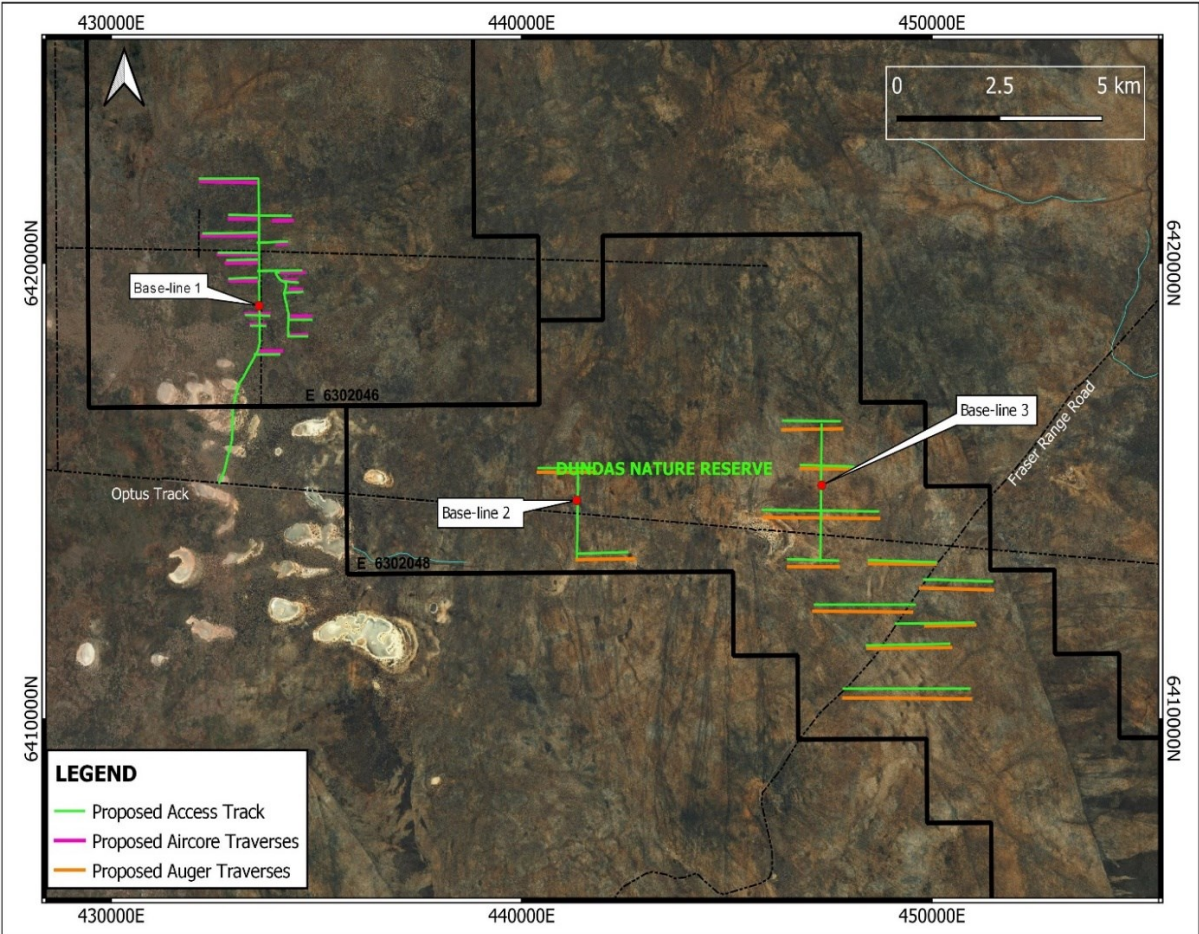 430000E 440000E 450000E
0 2.5 5 km
6420000N
6420000N
Base-line 1
E 6302046
Base-line 3
Fraser Range Road
DUNDAS NATURE RESERVE
Optus Track
Base-line 2
E 6302048
6410000N
6410000N
LEGEND
Proposed Access Track
Proposed Aircore Traverses
Proposed Auger Traverses
430000E 440000E 450000E